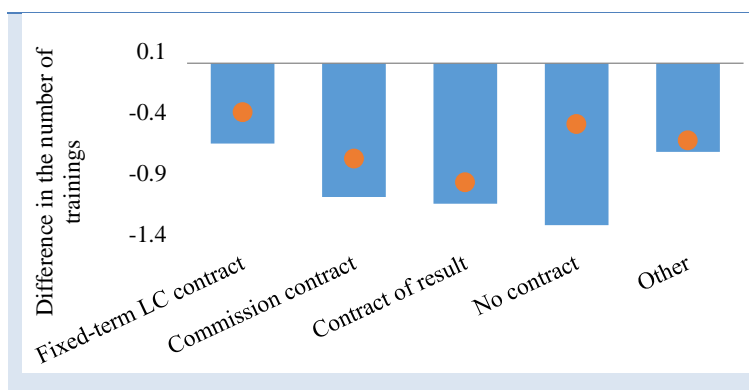 Difference in the number of
trainings
0.1
-0.4
-0.9
-1.4
Fixed-term LC contract
Commission contract
Contract of result
No contract
Other